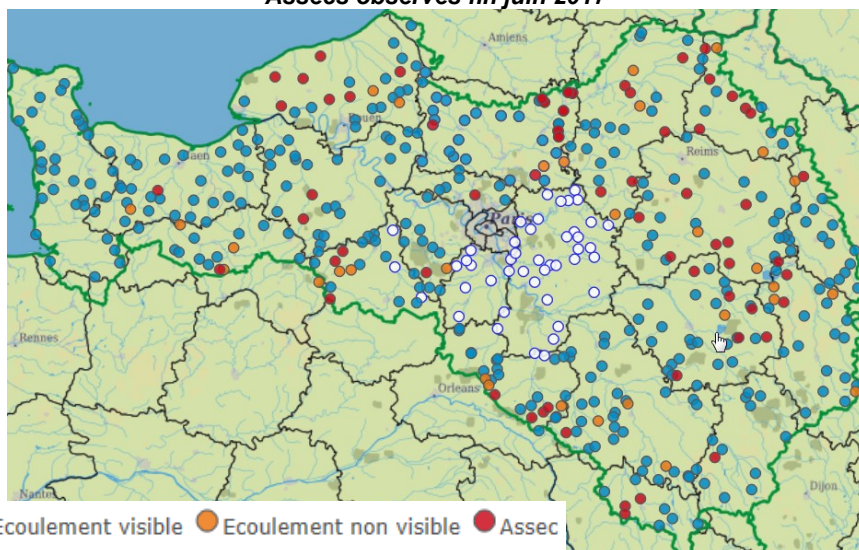 Assecs observés fin juin 2017
Amiens
Rouen
Caen
Reims
Paris
Rennes
Orleans
Nantes
Dijon
Ecoulement visible Ecoulement non visible Assec